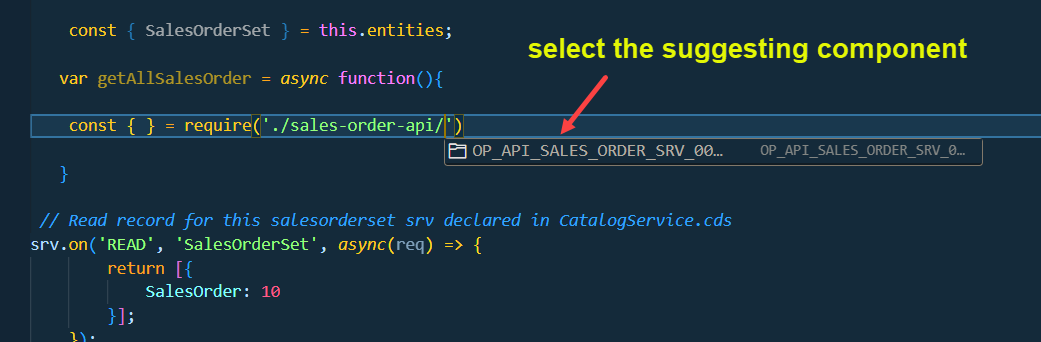 const { SalesOrderSet } = this.entities;
select the suggesting component
var getAllSalesOrder = async function(){
const { } = require('./sales-order-api/')
OP_API_SALES_ORDER_SRV_00... OP_API_SALES_ORDER_SRV_0...
}
// Read record for this salesorderset srv declared in CatalogService.cds
srv.on('READ', 'SalesOrderSet', async(req) => {
return [{
SalesOrder: 10
}];
});